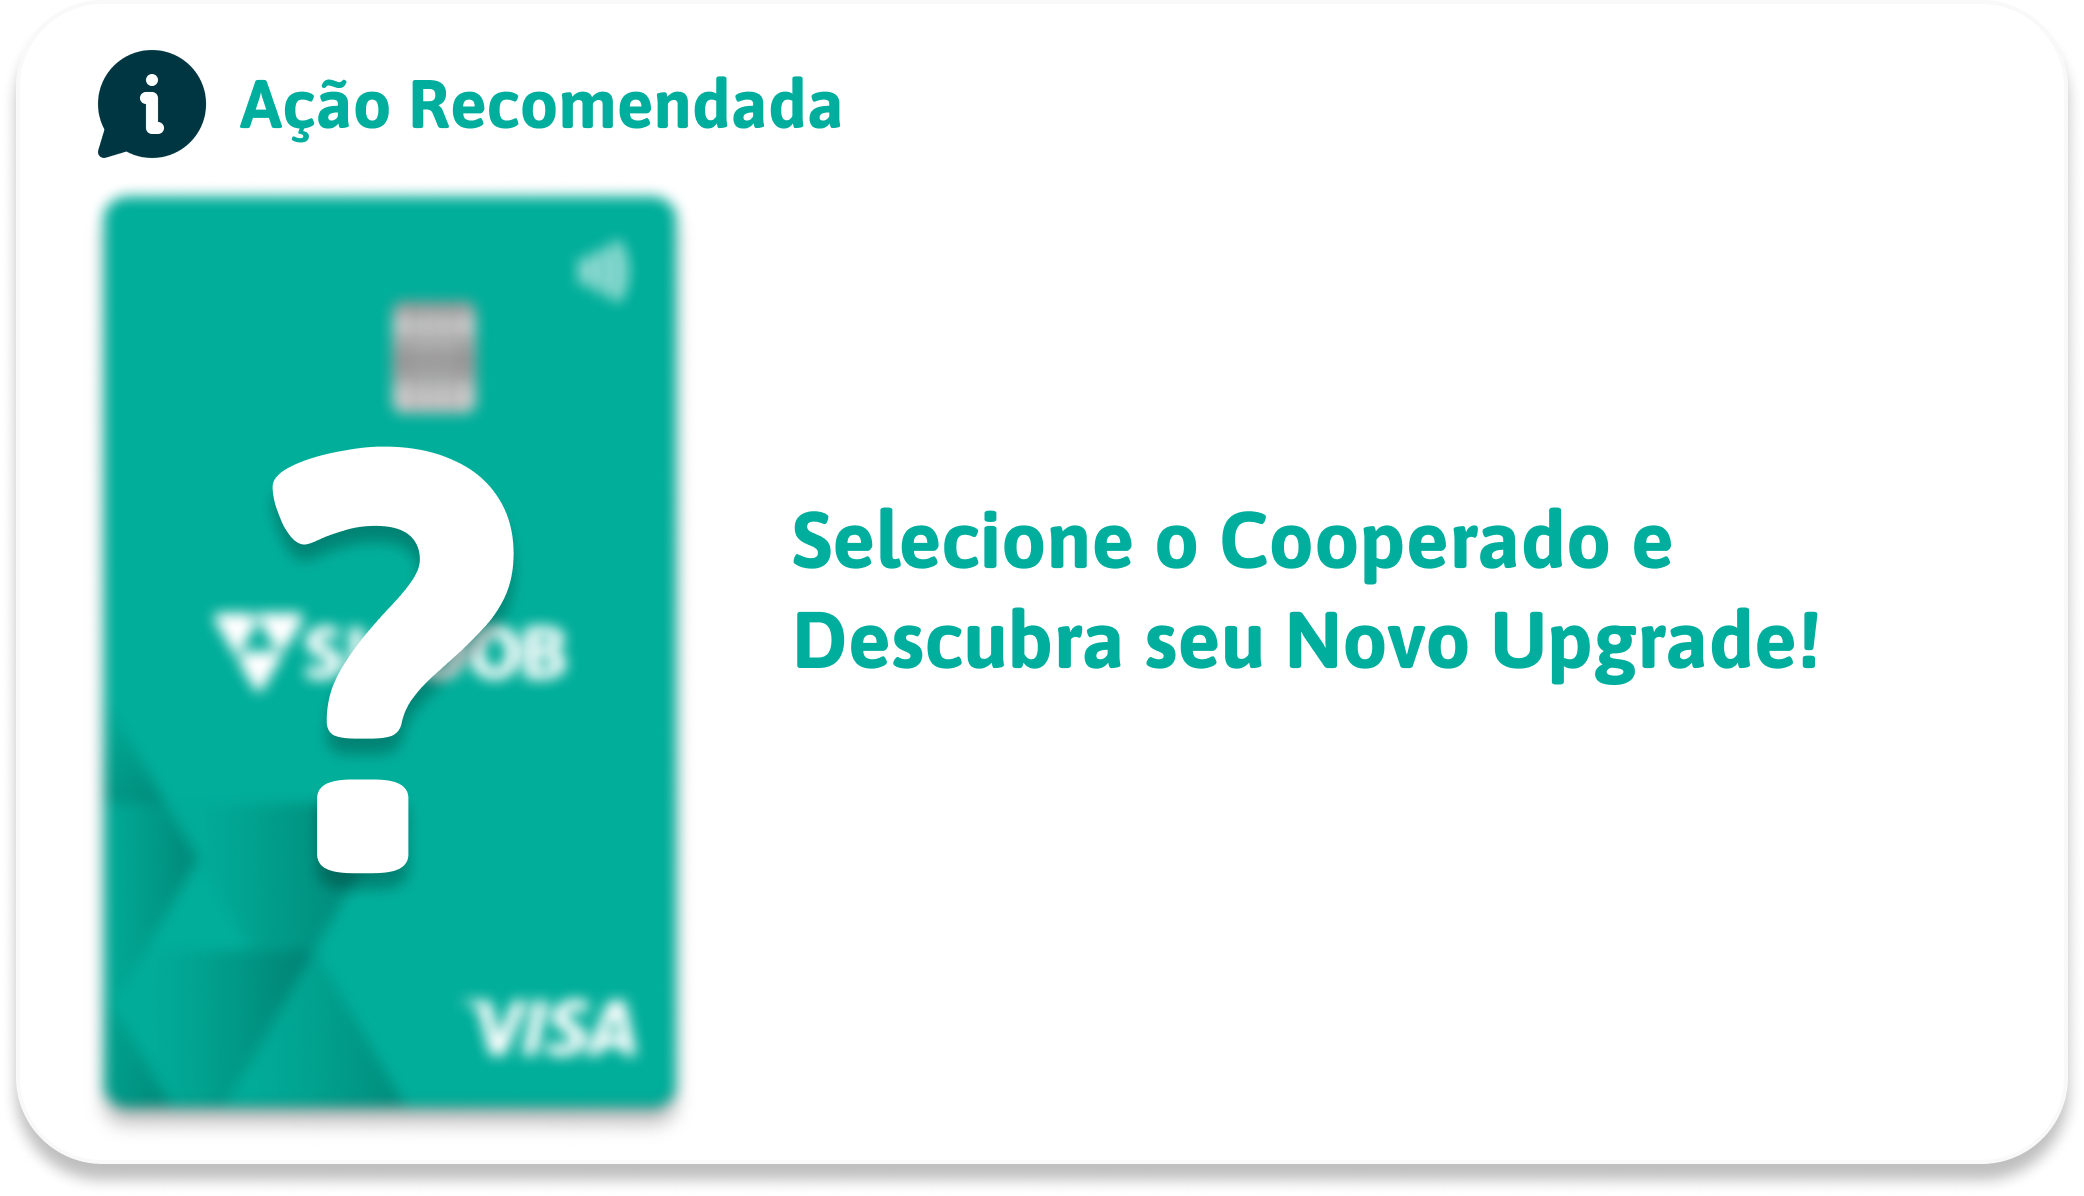 Ação Recomendada
?
Selecione o Cooperado e
Descubra seu Novo Upgrade!
VISA